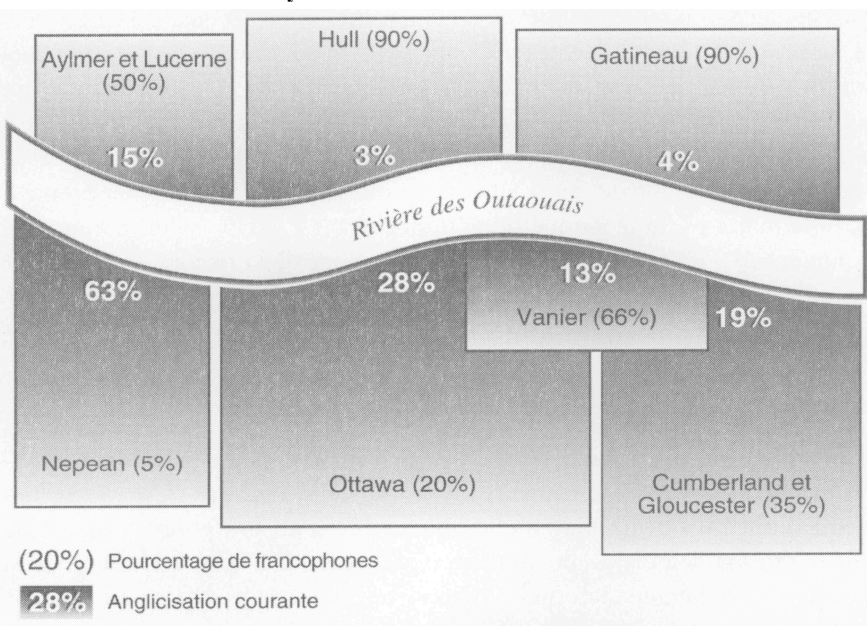 Aylmer et Lucerne
(50%)
Hull (90%)
Gatineau (90%)
15%
3%
4%
Rivière des Outaouais
63%
28%
13%
Vanier (66%)
19%
Nepean (5%)
Ottawa (20%)
Cumberland et
Gloucester (35%)
(20%) Pourcentage de francophones
28% Anglicisation courante